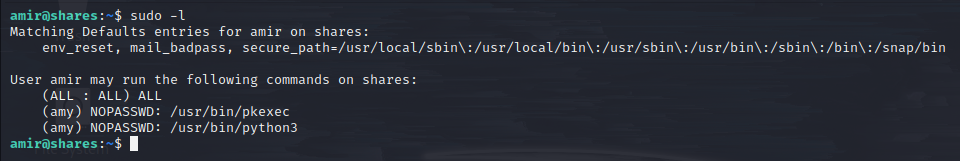 amir@shares:~$ sudo -l
Matching Defaults entries for amir on shares:
    env_reset, mail_badpass, secure_path=/usr/local/sbin\:/usr/local/bin\:/usr/sbin\:/usr/bin\:/sbin\:/bin\:/snap/bin

User amir may run the following commands on shares:
    (ALL : ALL) ALL
    (amy) NOPASSWD: /usr/bin/pkexec
    (amy) NOPASSWD: /usr/bin/python3
amir@shares:~$